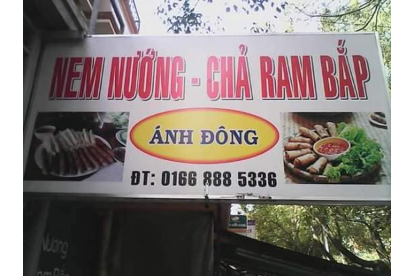 NEM NƯỚNG - CHẢ RAM BẮP
ÁNH ĐÔNG
ĐT: 0166 888 5336